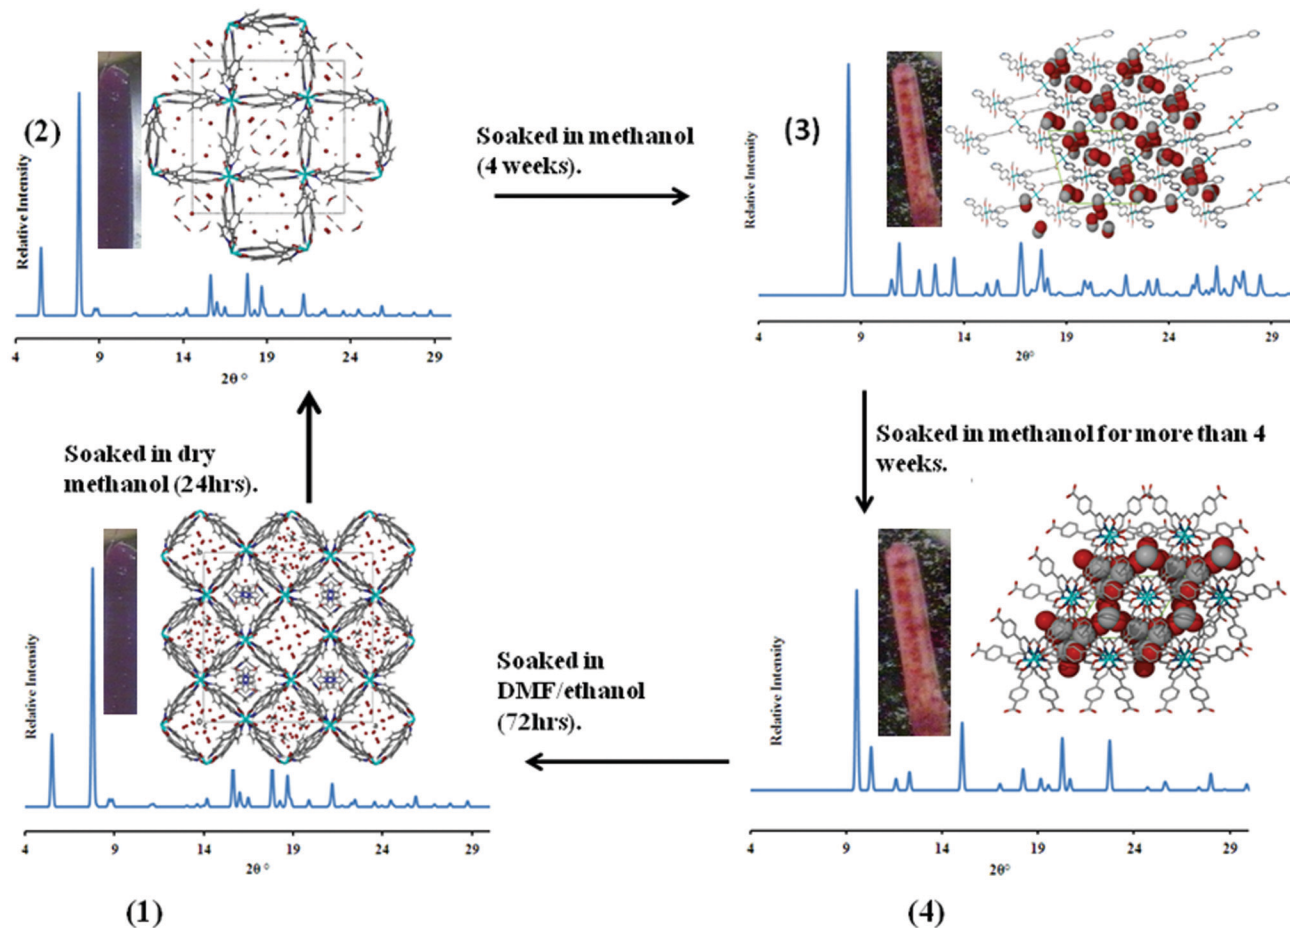 (2)
Relative Intensity
4 9 14 19 24 29
2θ °
Soaked in methanol
(4 weeks).
(3)
Relative Intensity
4 9 14 19 24 29
2θ°
Soaked in dry
methanol (24hrs).
Soaked in methanol for more than 4
weeks.
Relative Intensity
4 9 14 19 24 29
2θ°
(1)
Soaked in
DMF/ethanol
(72hrs).
Relative Intensity
4 9 14 19 24 29
2θ°
(4)